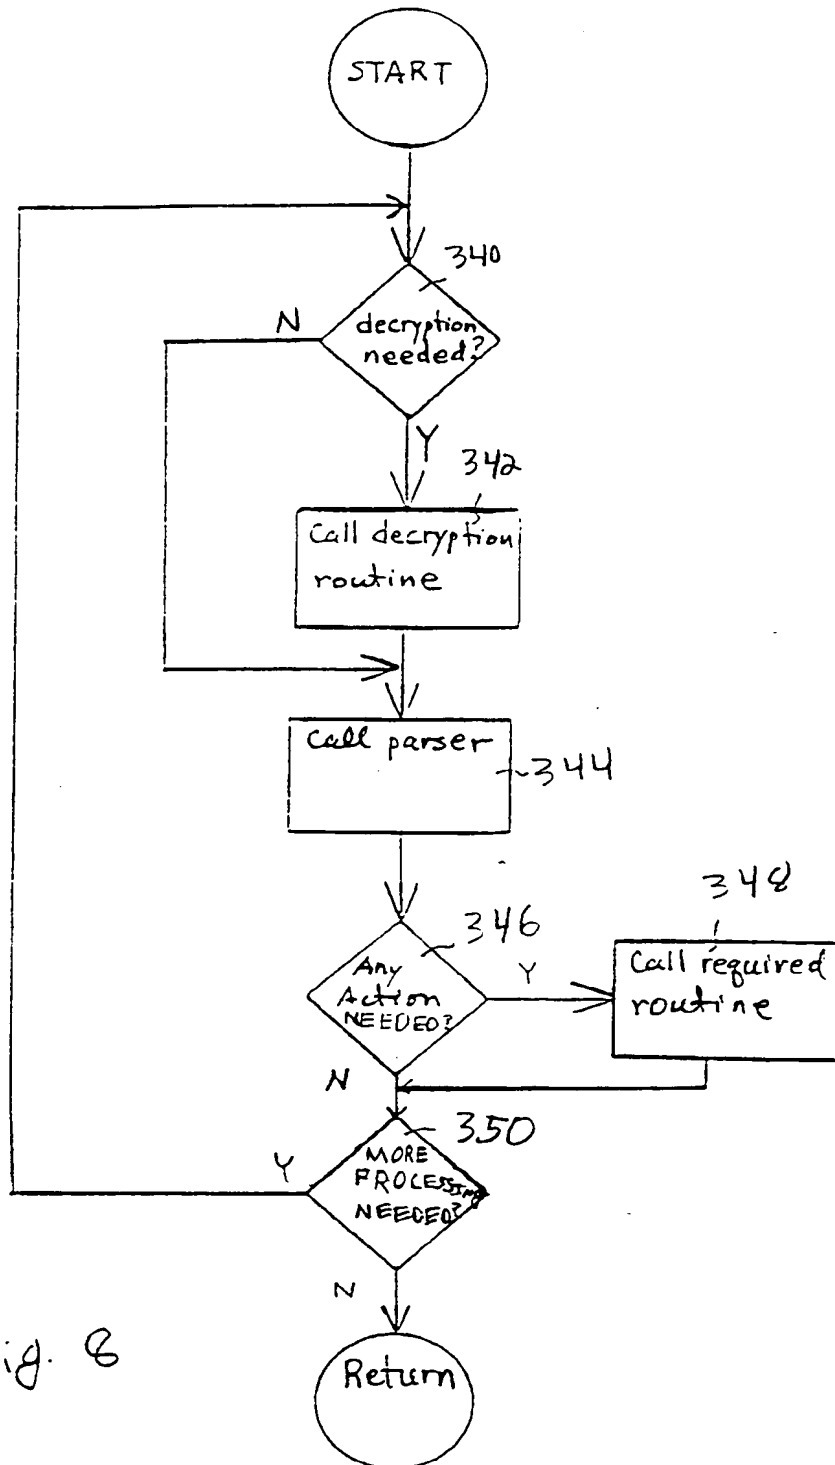 START
340
N
decryption
needed?
Y
342
Call decryption
routine
Call parser
344
346
348
Any
Action
NEEDED?
Y
Call required
routine
N
350
Y
MORE
PROCESSING
NEEDED?
N
ig. 8
Return